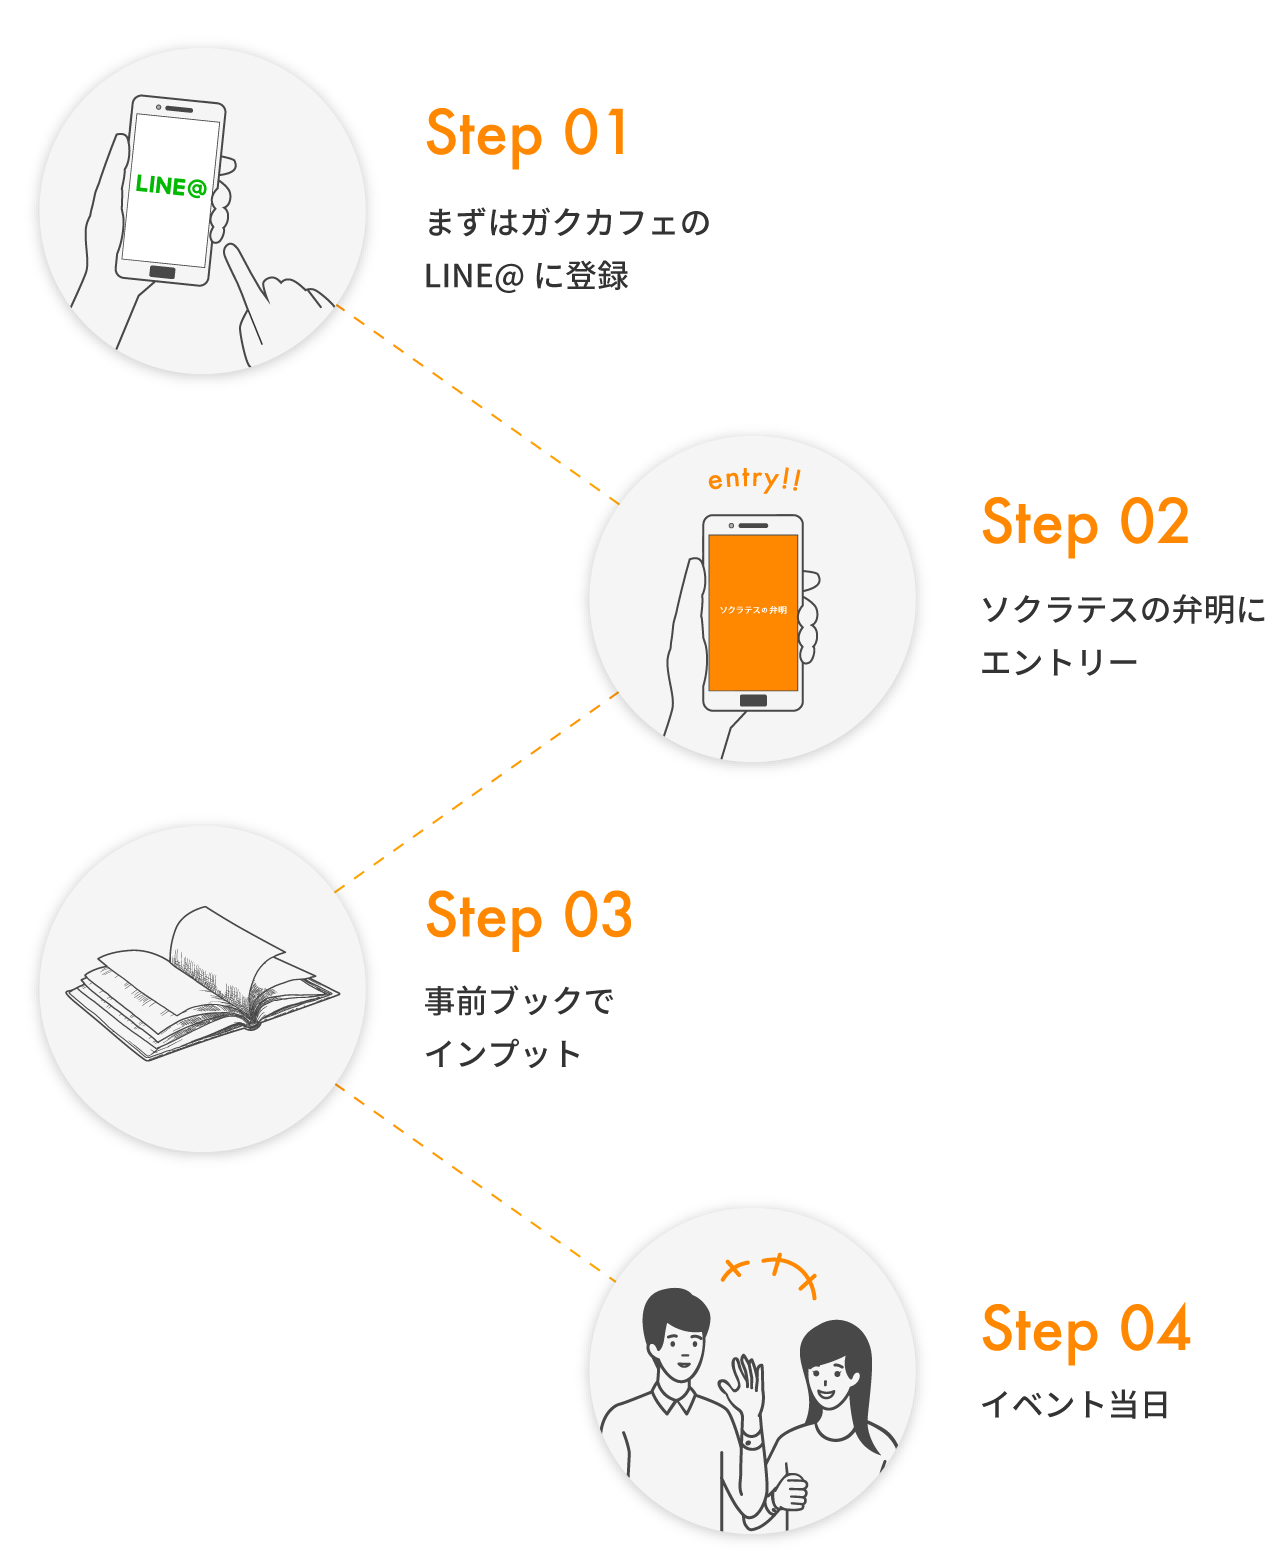 LINE@
Step 01
まずはガクカフェの
LINE@ に登録
entry!!
ソクラテスの弁明
Step 02
ソクラテスの弁明に
エントリー
Step 03
事前ブックで
インプット
Step 04
イベント当日